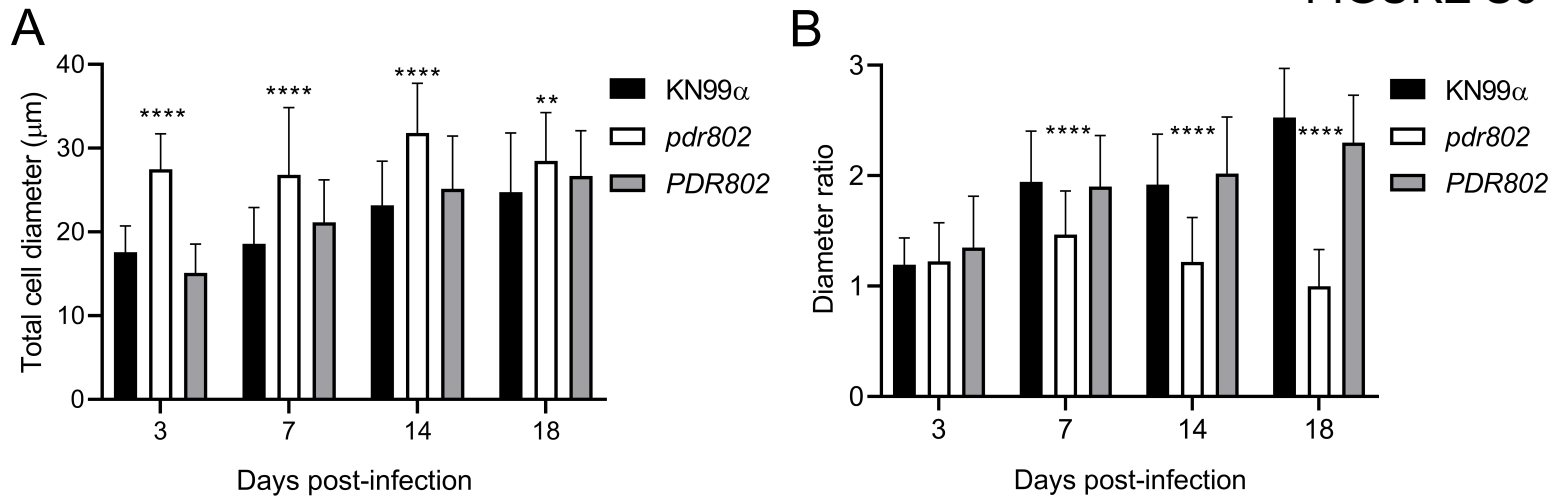 A
Total cell diameter (μm)
40
30
20
10
0
****
****
****
**
3 7 14 18
Days post-infection
KN99α
pdr802
PDR802
B
Diameter ratio
3
2
1
0
****
****
****
3 7 14 18
Days post-infection
KN99α
pdr802
PDR802